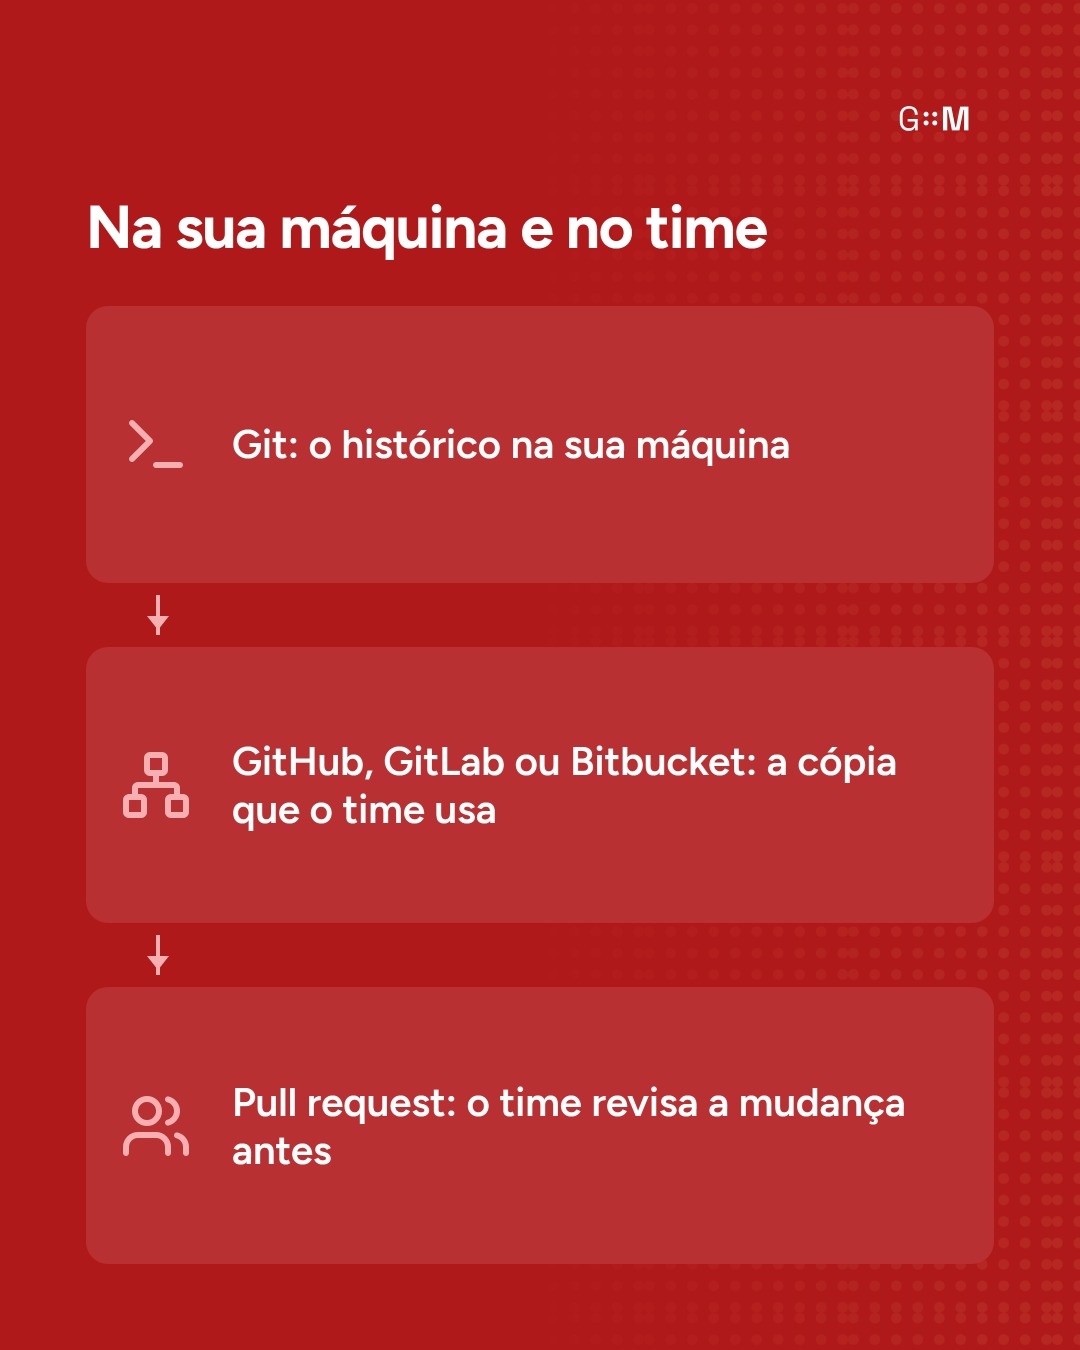 G::M
Na sua máquina e no time
Git: o histórico na sua máquina
GitHub, GitLab ou Bitbucket: a cópia
que o time usa
Pull request: o time revisa a mudança
antes